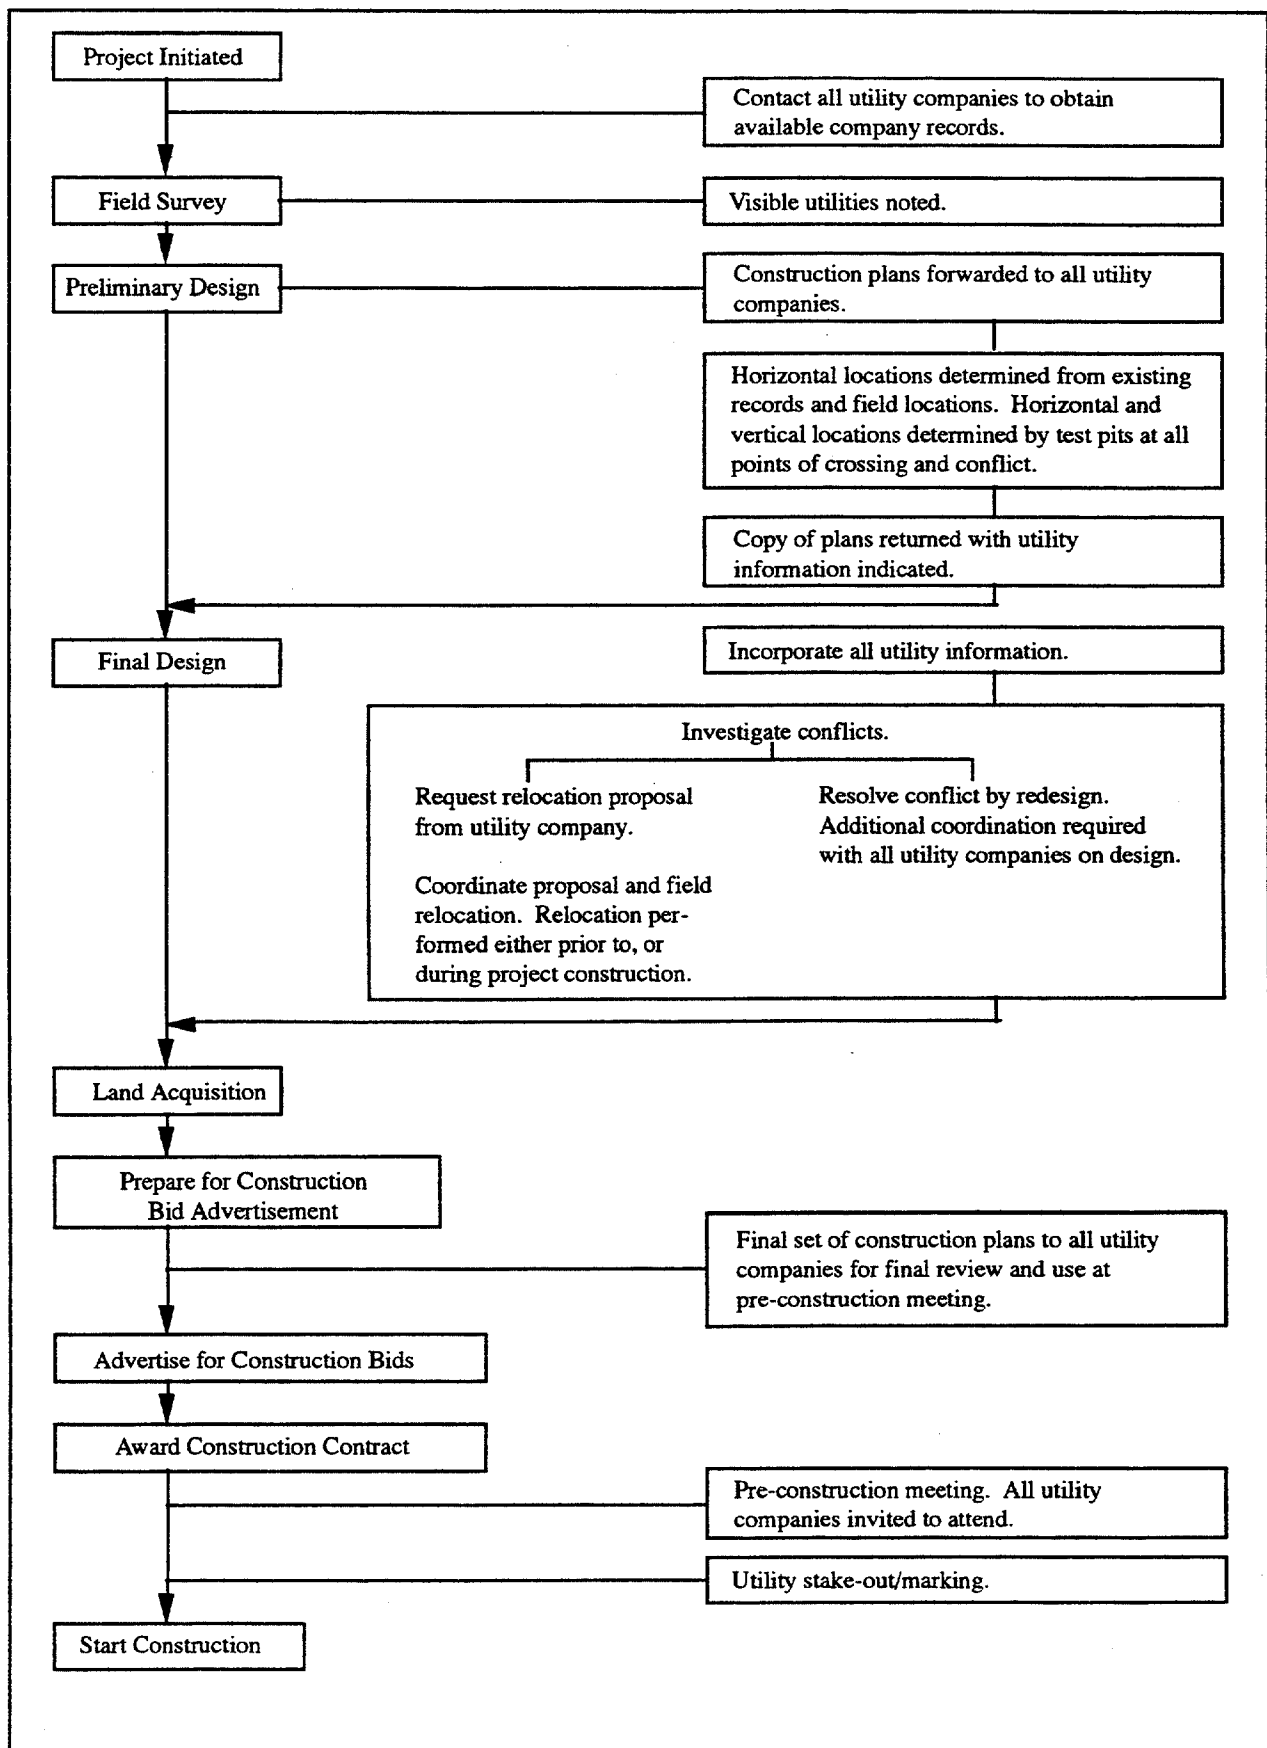 Project Initiated
Contact all utility companies to obtain
available company records.
Field Survey
Visible utilities noted.
Preliminary Design
Construction plans forwarded to all utility
companies.
Horizontal locations determined from existing
records and field locations. Horizontal and
vertical locations determined by test pits at all
points of crossing and conflict.
Copy of plans returned with utility
information indicated.
Final Design
Incorporate all utility information.
Investigate conflicts.
Request relocation proposal
from utility company.
Coordinate proposal and field
relocation. Relocation per-
formed either prior to, or
during project construction.
Resolve conflict by redesign.
Additional coordination required
with all utility companies on design.
Land Acquisition
Prepare for Construction
Bid Advertisement
Final set of construction plans to all utility
companies for final review and use at
pre-construction meeting.
Advertise for Construction Bids
Award Construction Contract
Pre-construction meeting. All utility
companies invited to attend.
Utility stake-out/marking.
Start Construction